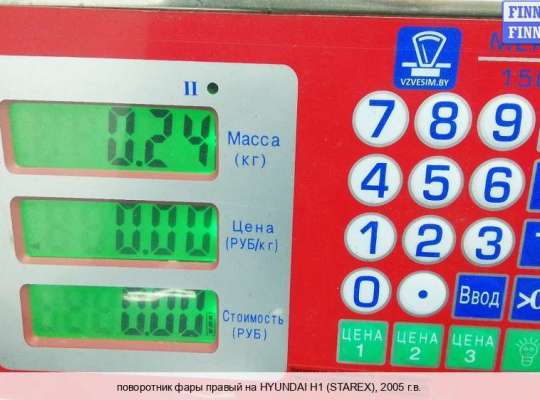 FINN
FINN
VZVESIM.BY
II
0.24
Масса
(кг)
7 8 9
4 5 6
Цена
(РУБ/кг)
0.00
1 2 3
0 . Ввод >0
Стоимость
(РУБ)
0.00
ЦЕНА 1
ЦЕНА 2
ЦЕНА 3
поворотник фары правый на HYUNDAI H1 (STAREX), 2005 г.в.